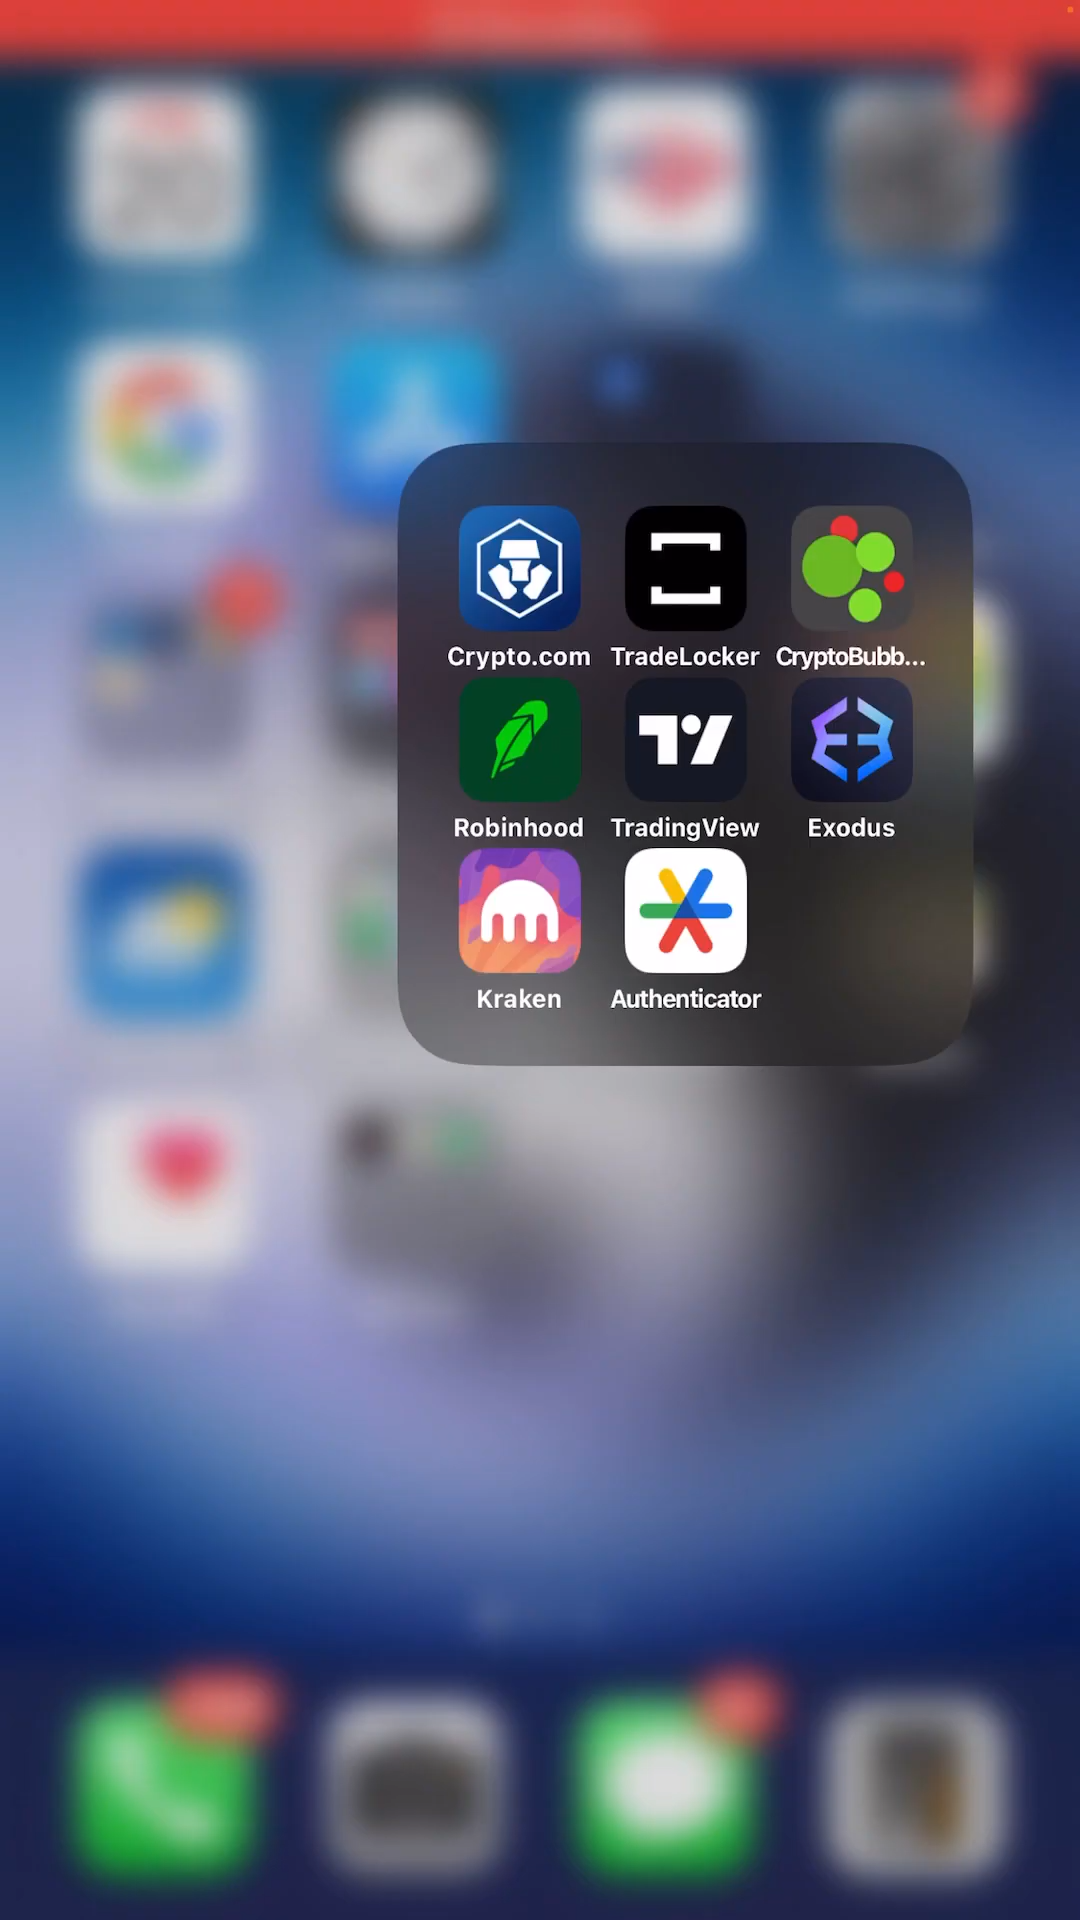 Crypto.com TradeLocker CryptoBubb...
Robinhood TradingView Exodus
Kraken Authenticator